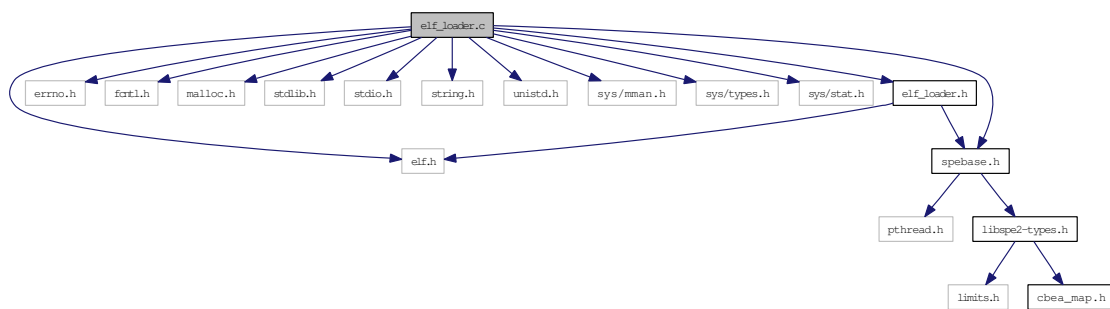 elf_loader.c
errno.h
fcntl.h
malloc.h
stdlib.h
stdio.h
string.h
unistd.h
sys/mman.h
sys/types.h
sys/stat.h
elf_loader.h
elf.h
spebase.h
pthread.h
libspe2-types.h
limits.h
cbea_map.h